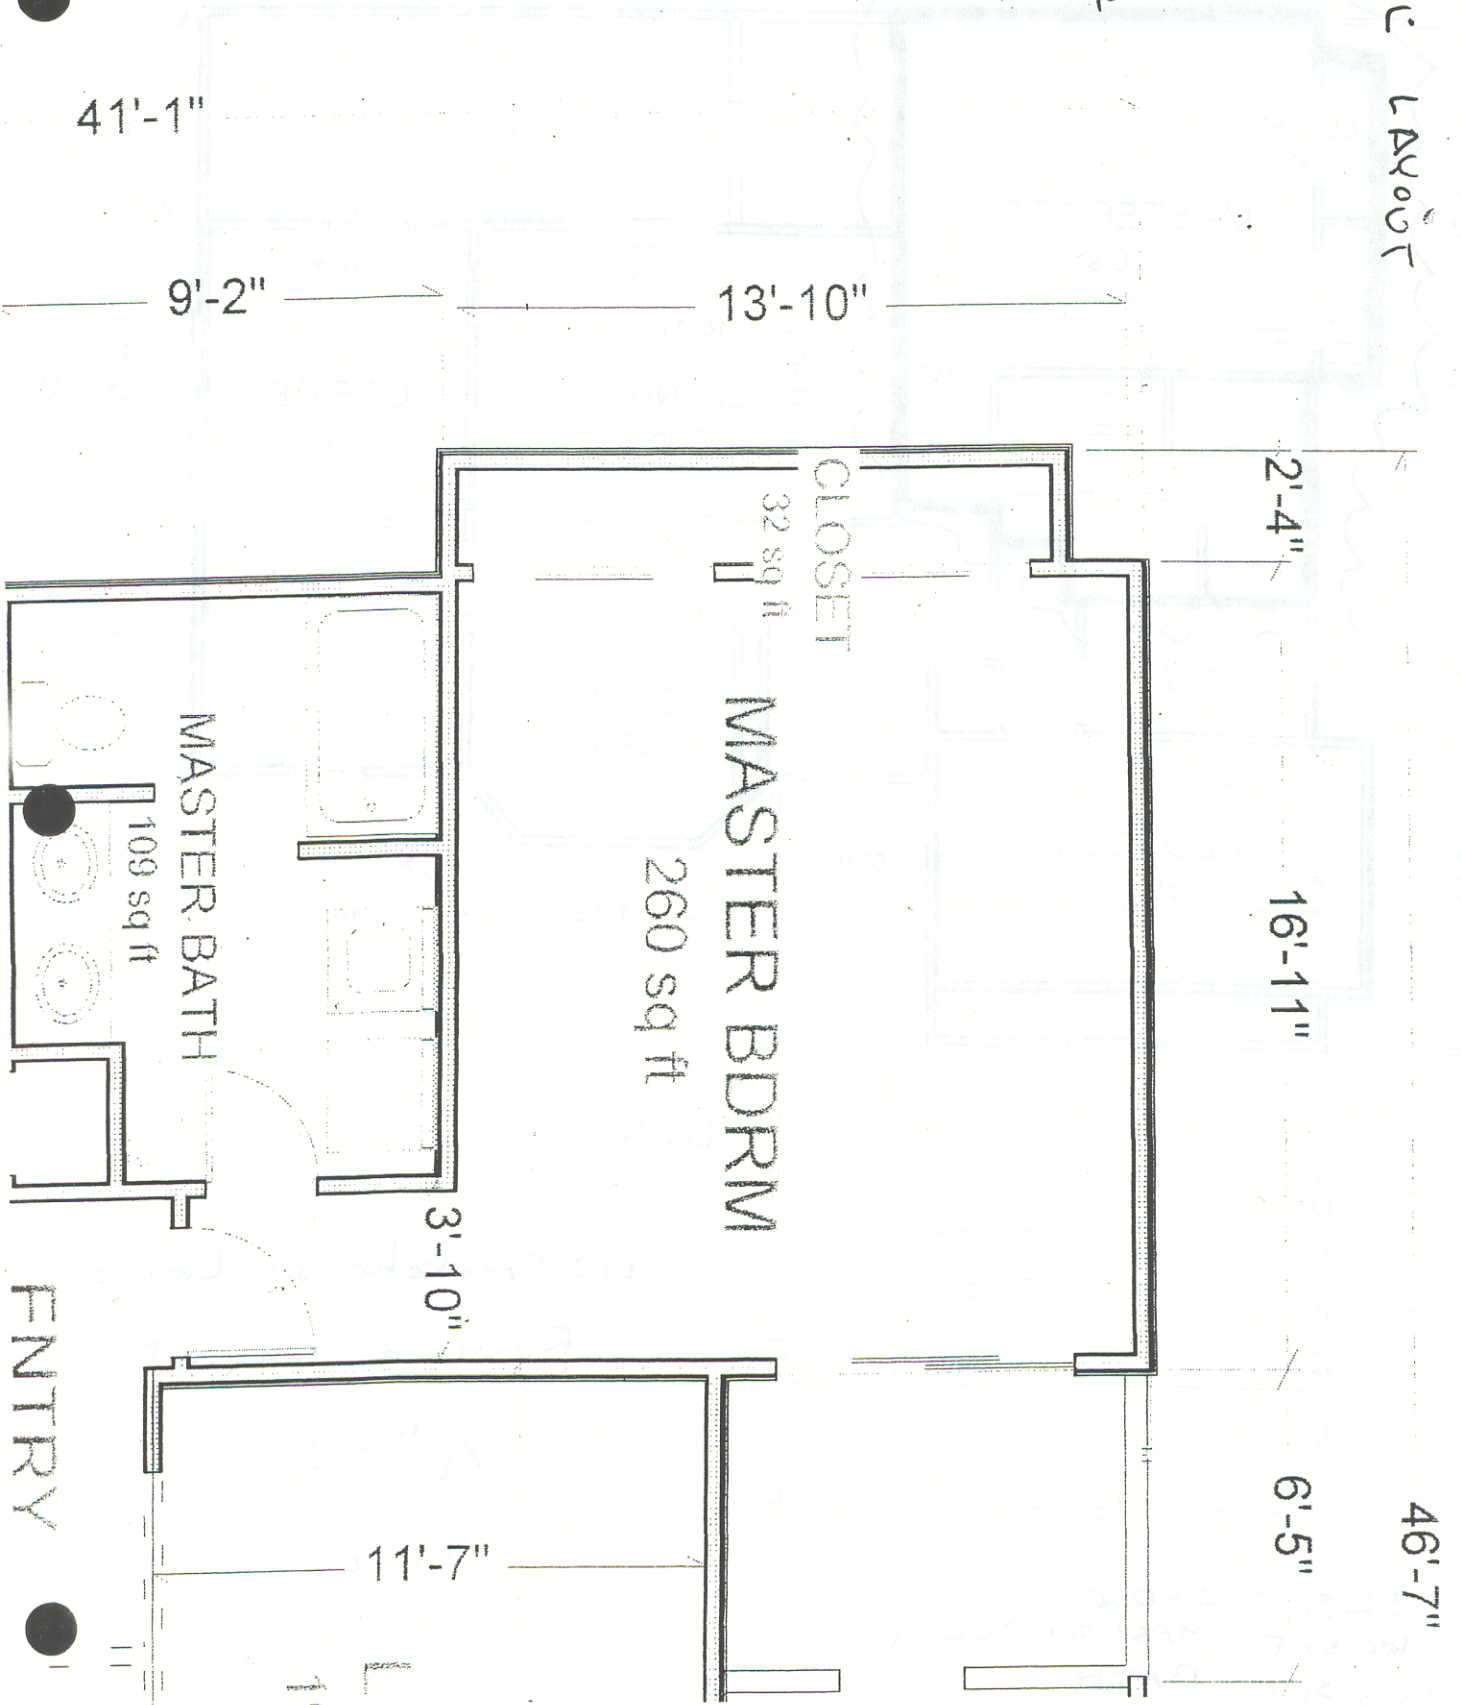 LAYOUT
41'-1"
9'-2"
13'-10"
2'-4"
CLOSET
32 sq ft
MASTER BDRM
260 sq ft
16'-11"
MASTER BATH
109 sq ft
3'-10"
ENTRY
11'-7"
6'-5"
46'-7"